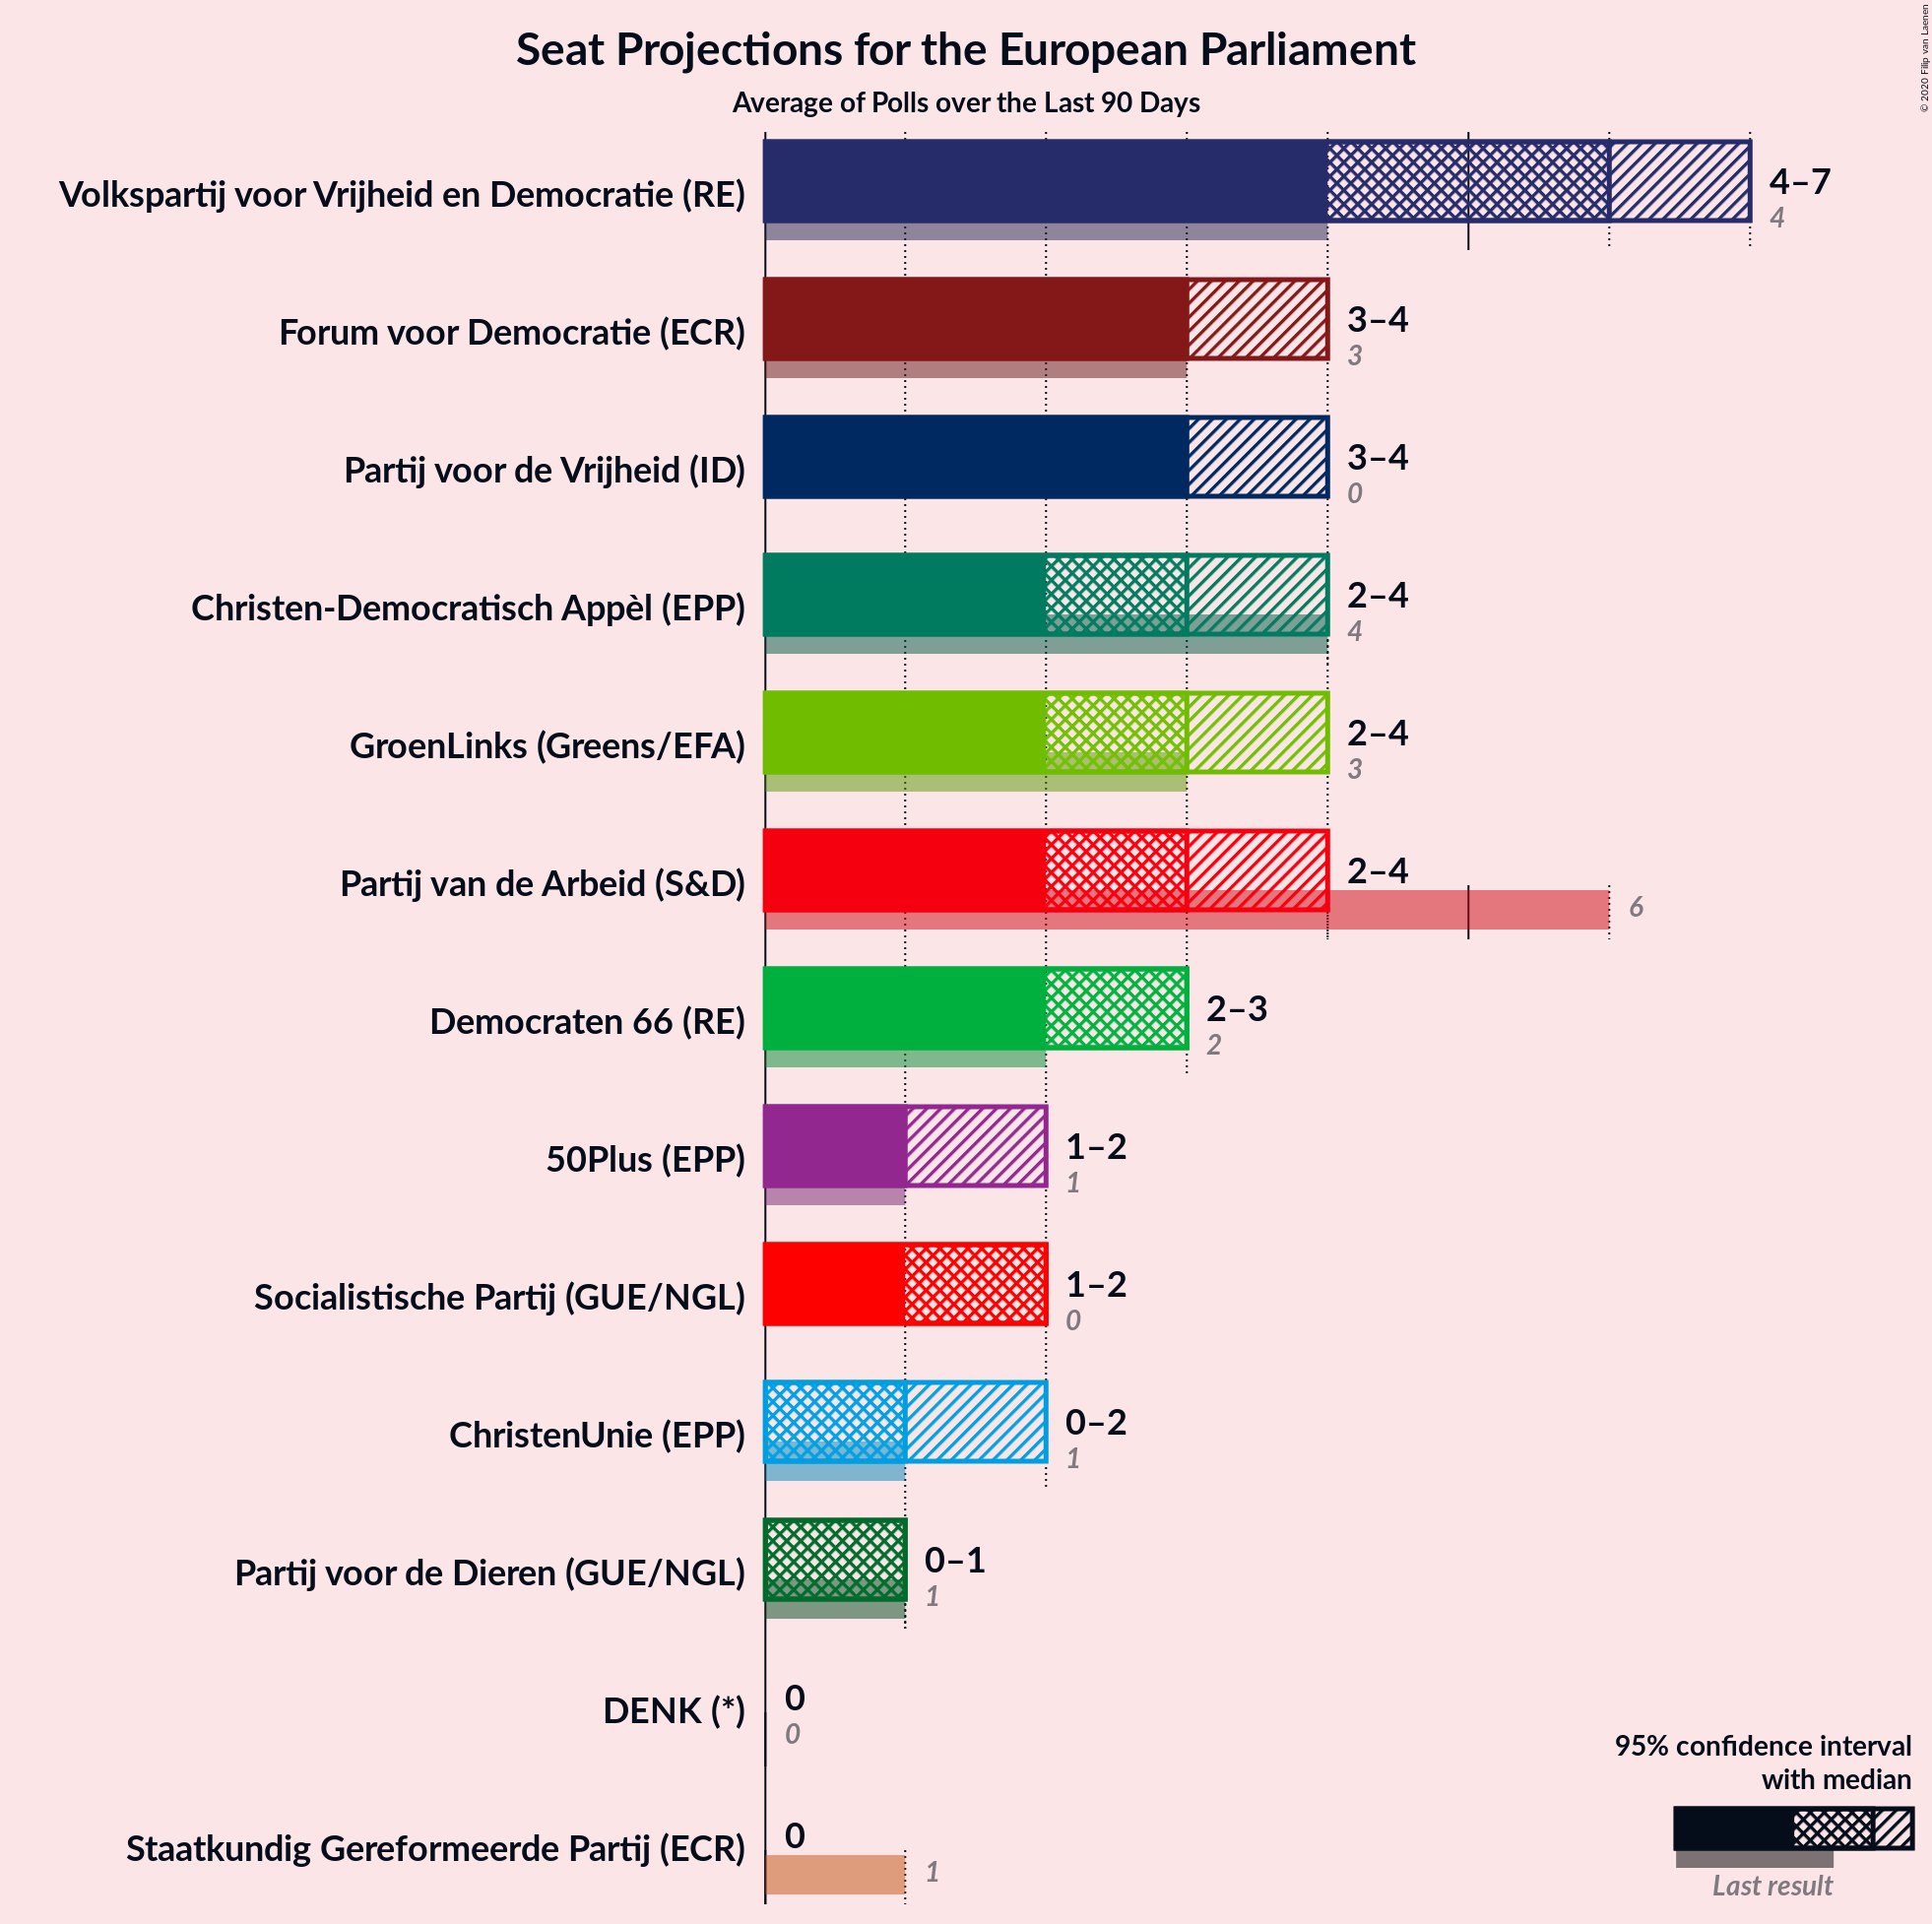 Seat Projections for the European Parliament
Average of Polls over the Last 90 Days
© 2020 Filip van Laenen
Volkspartij voor Vrijheid en Democratie (RE)
4–7
4
Forum voor Democratie (ECR)
3–4
3
Partij voor de Vrijheid (ID)
3–4
0
Christen-Democratisch Appèl (EPP)
2–4
4
GroenLinks (Greens/EFA)
2–4
3
Partij van de Arbeid (S&D)
2–4
6
Democraten 66 (RE)
2–3
2
50Plus (EPP)
1–2
1
Socialistische Partij (GUE/NGL)
1–2
0
ChristenUnie (EPP)
0–2
1
Partij voor de Dieren (GUE/NGL)
0–1
1
DENK (*)
0
0
Staatkundig Gereformeerde Partij (ECR)
0
1
95% confidence interval
with median
Last result